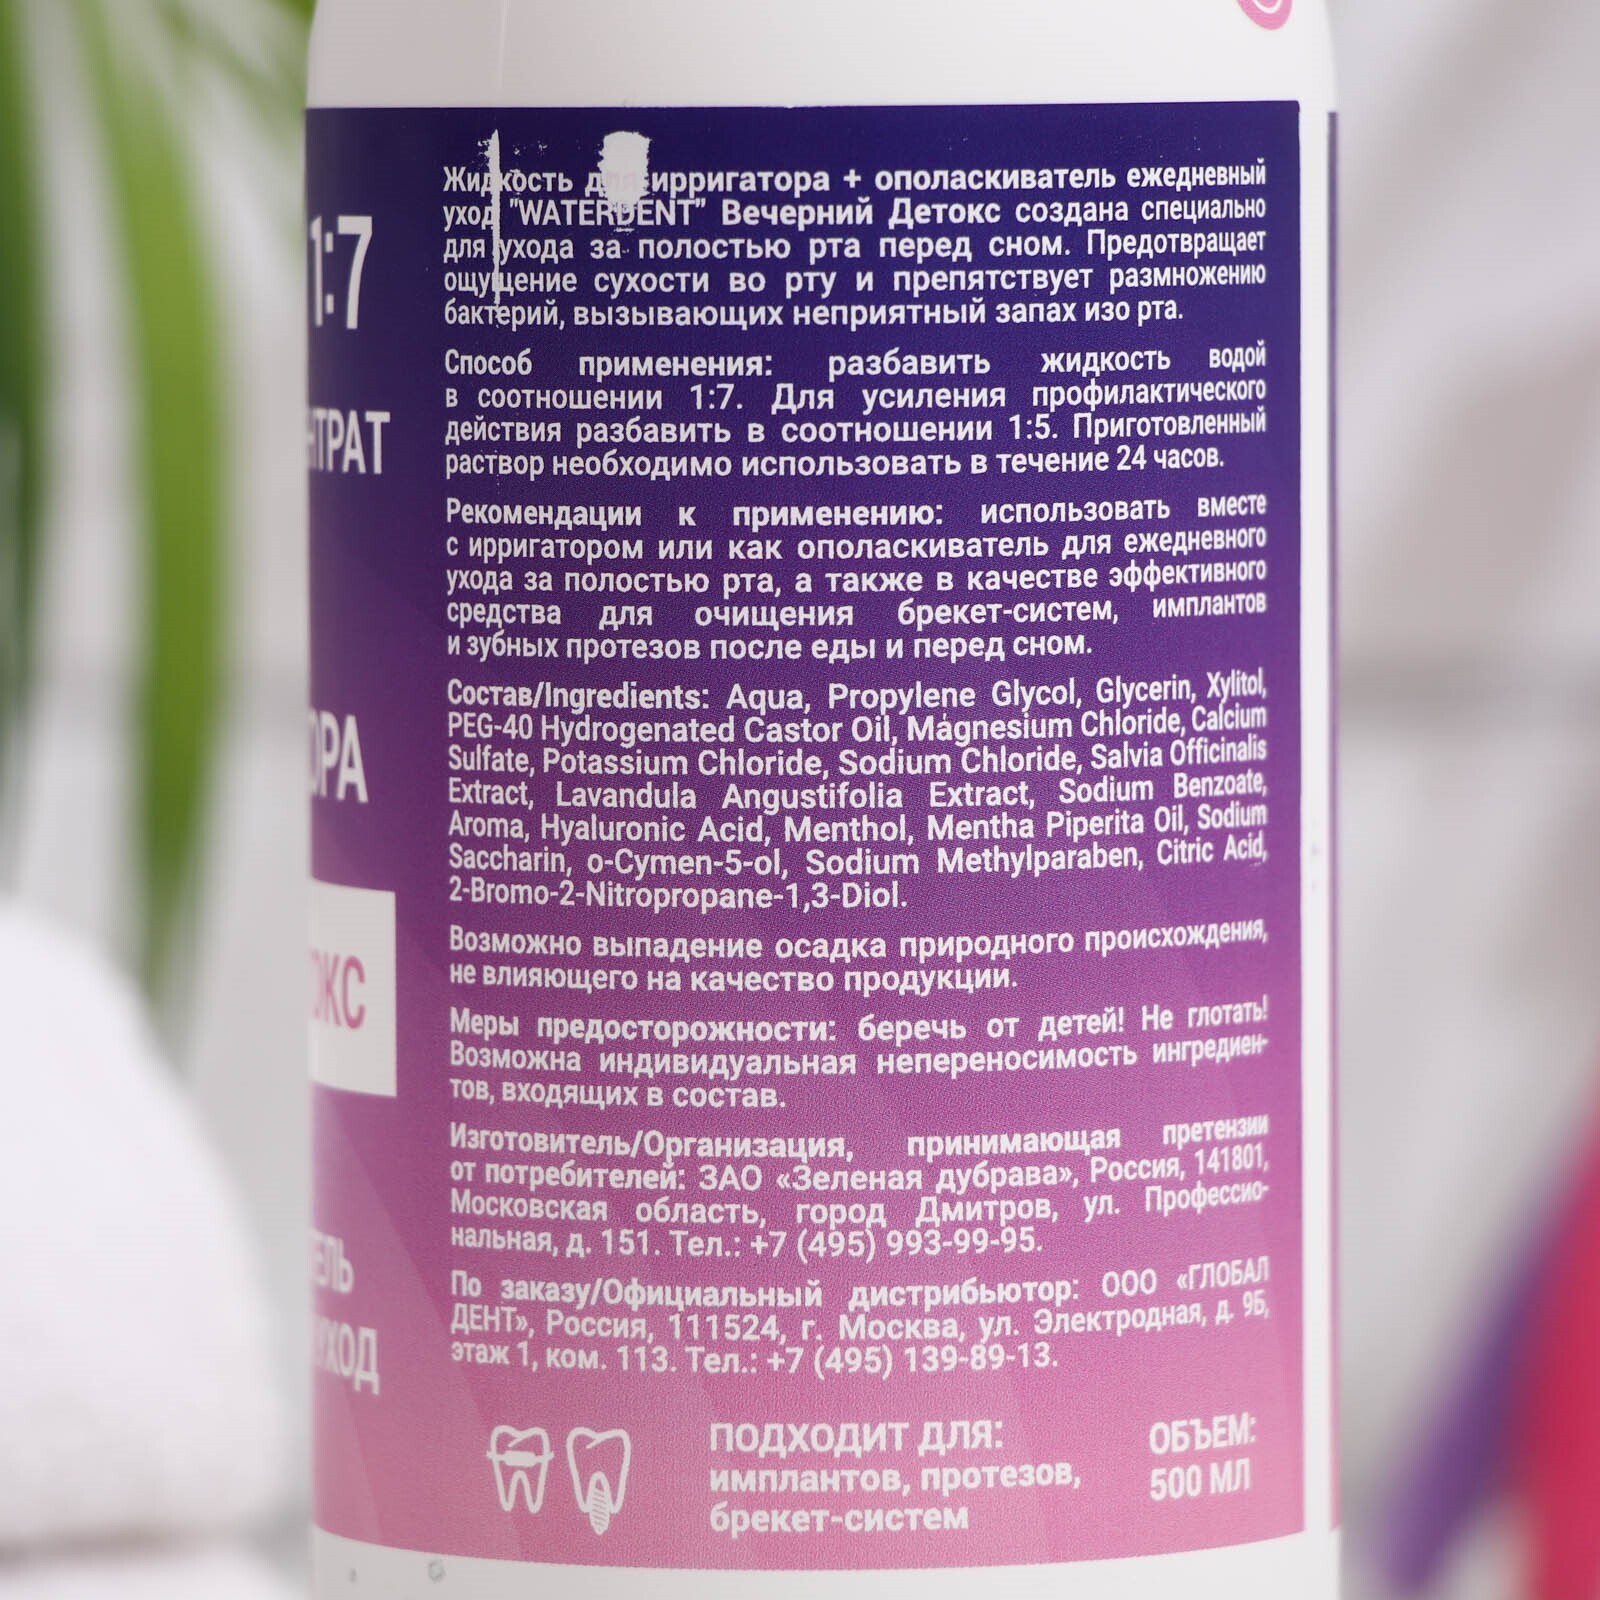 Жидкость для ирригатора + ополаскиватель ежедневный
уход "WATERDENT" Вечерний Детокс создана специально
для ухода за полостью рта перед сном. Предотвращает
ощущение сухости во рту и препятствует размножению
бактерий, вызывающих неприятный запах изо рта.
Способ применения: разбавить жидкость водой
в соотношении 1:7. Для усиления профилактического
действия разбавить в соотношении 1:5. Приготовленный
раствор необходимо использовать в течение 24 часов.
Рекомендации к применению: использовать вместе
с ирригатором или как ополаскиватель для ежедневного
ухода за полостью рта, а также в качестве эффективного
средства для очищения брекет-систем, имплантов
и зубных протезов после еды и перед сном.
Состав/Ingredients: Aqua, Propylene Glycol, Glycerin, Xylitol,
PEG-40 Hydrogenated Castor Oil, Magnesium Chloride, Calcium
Sulfate, Potassium Chloride, Sodium Chloride, Salvia Officinalis
Extract, Lavandula Angustifolia Extract, Sodium Benzoate,
Aroma, Hyaluronic Acid, Menthol, Mentha Piperita Oil, Sodium
Saccharin, o-Cymen-5-ol, Sodium Methylparaben, Citric Acid,
2-Bromo-2-Nitropropane-1,3-Diol.
Возможно выпадение осадка природного происхождения,
не влияющего на качество продукции.
Меры предосторожности: беречь от детей! Не глотать!
Возможна индивидуальная непереносимость ингредиен-
тов, входящих в состав.
Изготовитель/Организация, принимающая претензии
от потребителей: ЗАО «Зеленая дубрава», Россия, 141801,
Московская область, город Дмитров, ул. Профессио-
нальная, д. 151. Тел.: +7 (495) 993-99-95.
По заказу/Официальный дистрибьютор: ООО «ГЛОБАЛ
ДЕНТ», Россия, 111524, г. Москва, ул. Электродная, д. 9Б,
этаж 1, ком. 113. Тел.: +7 (495) 139-89-13.
ПОДХОДИТ ДЛЯ:
имплантов, протезов,
брекет-систем
ОБЪЕМ:
500 МЛ
1:7